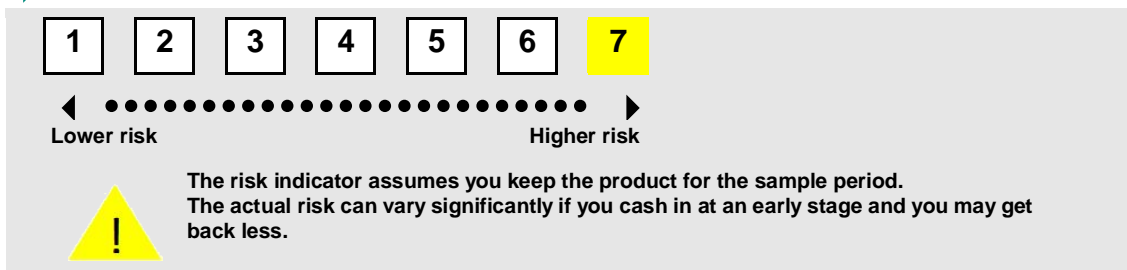 1 2 3 4 5 6 7
Lower risk Higher risk
The risk indicator assumes you keep the product for the sample period.
The actual risk can vary significantly if you cash in at an early stage and you may get
back less.
!